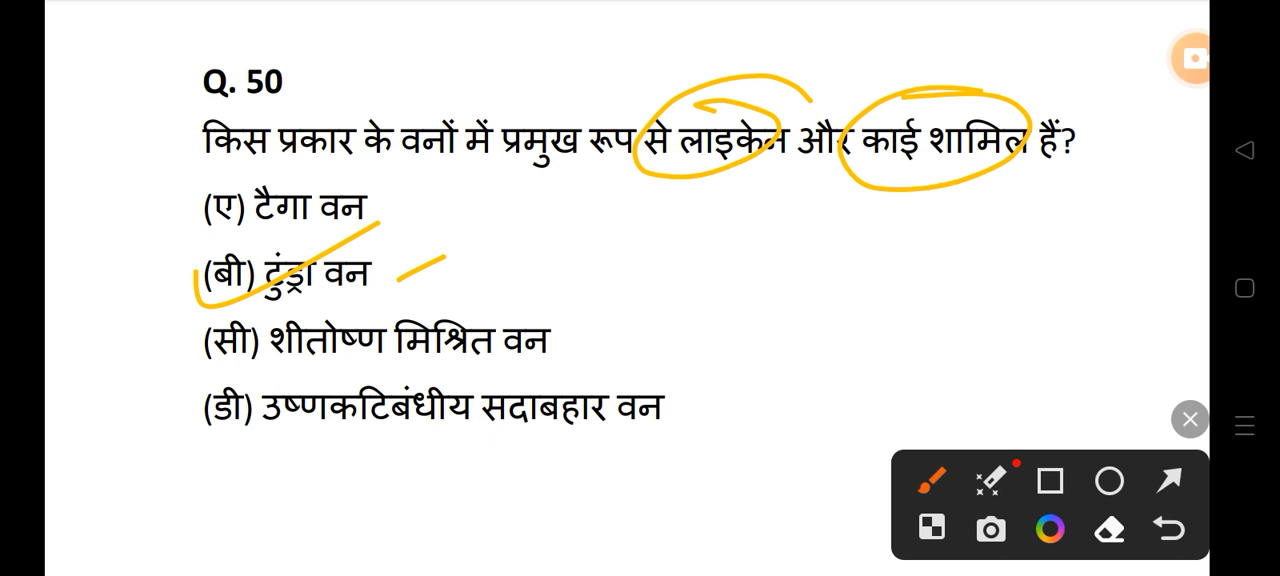 Q. 50
किस प्रकार के वनों में प्रमुख रूप से लाइकेन और काई शामिल हैं?
(ए) टैगा वन
(बी) टुंड्रा वन
(सी) शीतोष्ण मिश्रित वन
(डी) उष्णकटिबंधीय सदाबहार वन